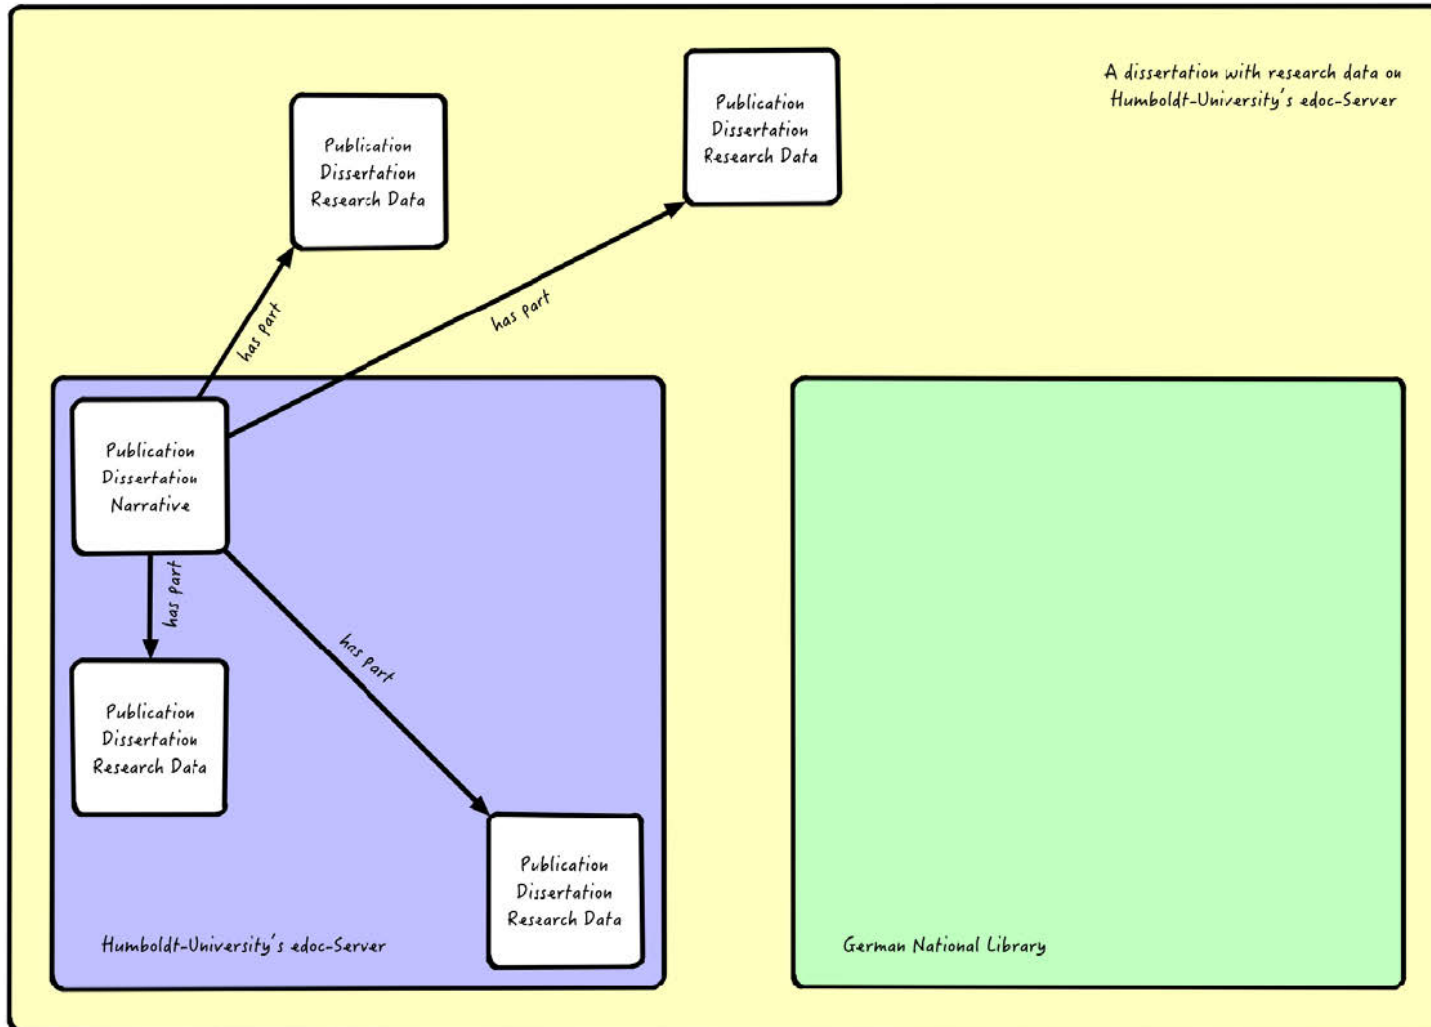 A dissertation with research data on
Humboldt-University's edoc-Server
Publication
Dissertation
Research Data
Publication
Dissertation
Research Data
has part
has part
Publication
Dissertation
Narrative
has part
has part
Publication
Dissertation
Research Data
Publication
Dissertation
Research Data
Humboldt-University's edoc-Server
German National Library